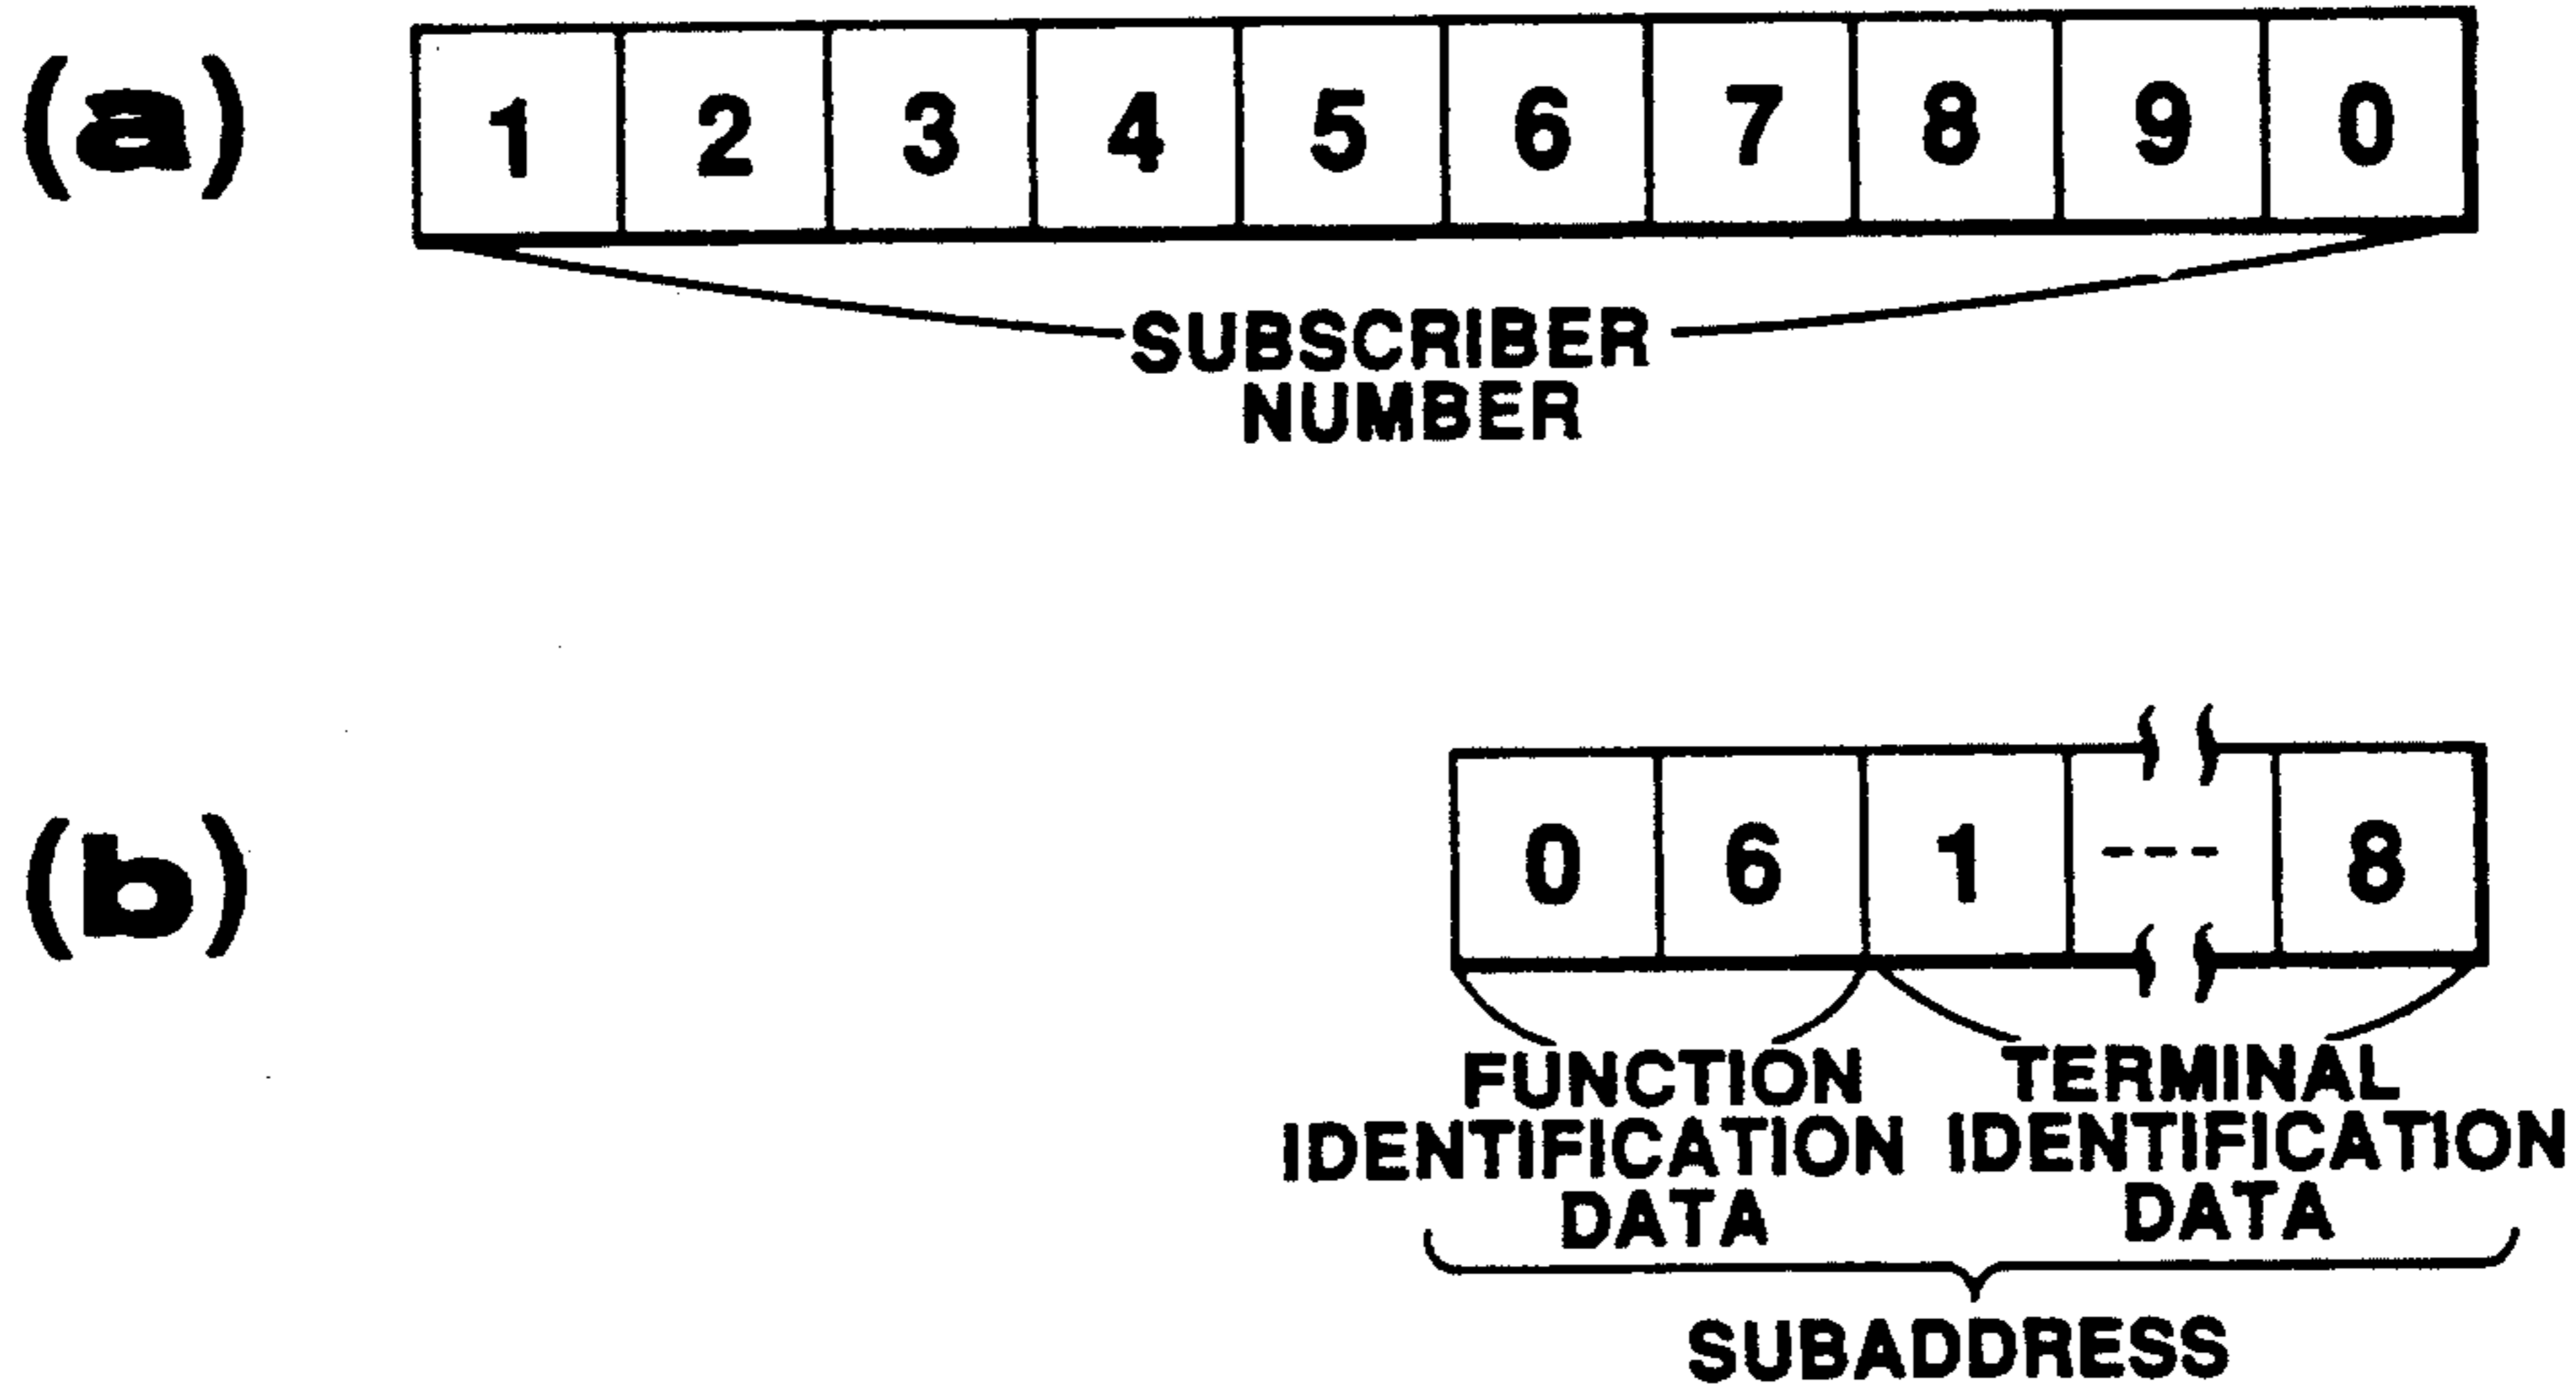 (a) 1 2 3 4 5 6 7 8 9 0
SUBSCRIBER
NUMBER
(b) 0 6 1 --- 8
FUNCTION TERMINAL
IDENTIFICATION IDENTIFICATION
DATA DATA
SUBADDRESS